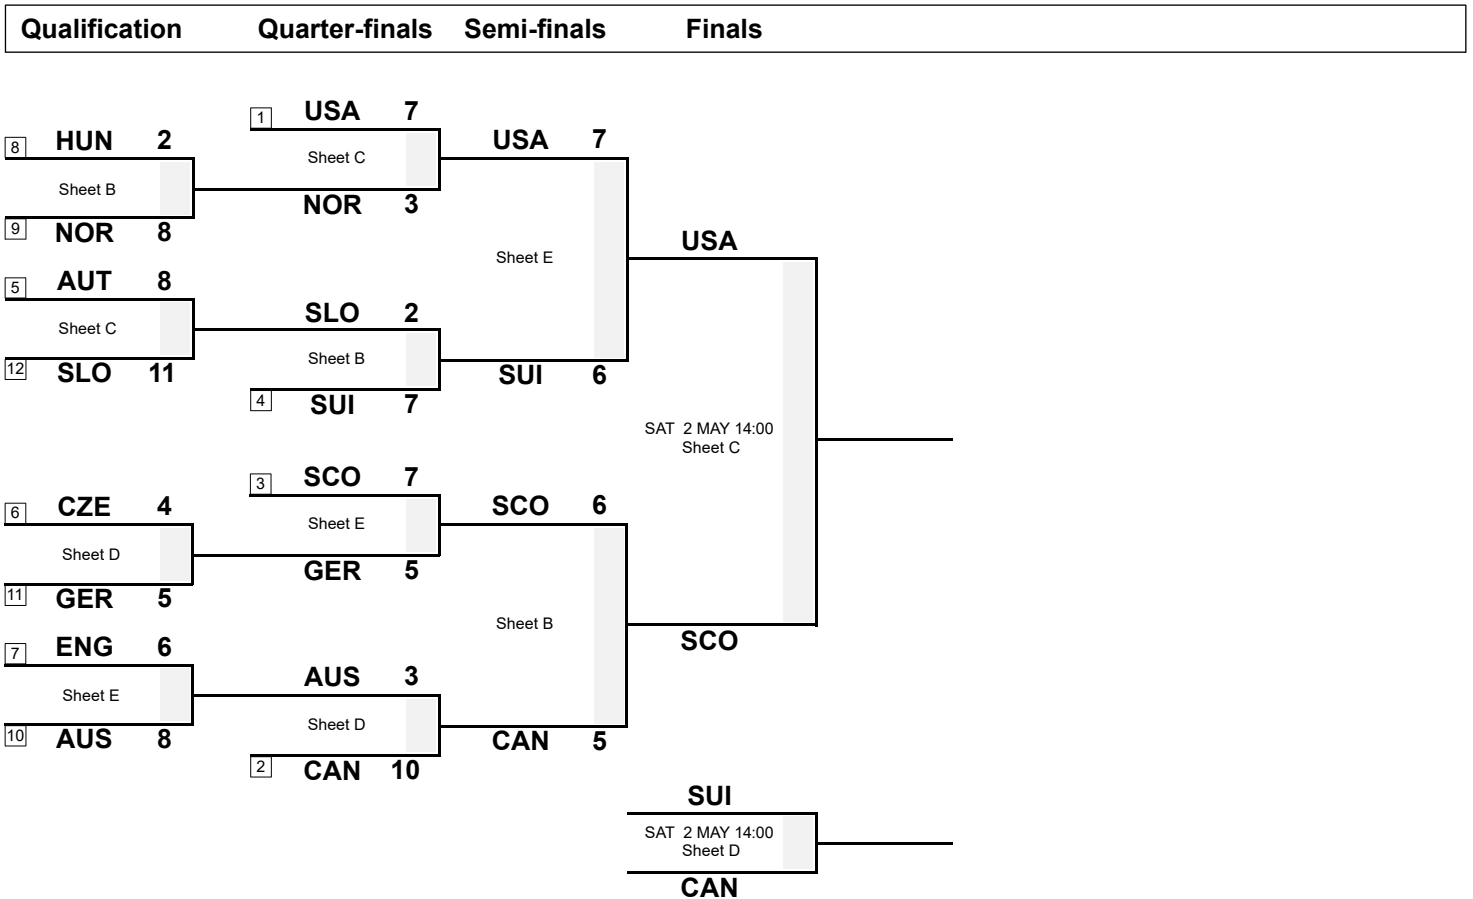 Qualification Quarter-finals Semi-finals Finals
1 USA 7
8 HUN 2
USA 7
Sheet C
Sheet B
NOR 3
9 NOR 8
USA
Sheet E
5 AUT 8
SLO 2
Sheet C
Sheet B
12 SLO 11
SUI 6
4 SUI 7
SAT 2 MAY 14:00
Sheet C
3 SCO 7
6 CZE 4
SCO 6
Sheet E
Sheet D
GER 5
11 GER 5
Sheet B
SCO
7 ENG 6
AUS 3
Sheet E
Sheet D
10 AUS 8
CAN 5
2 CAN 10
SUI
SAT 2 MAY 14:00
Sheet D
CAN